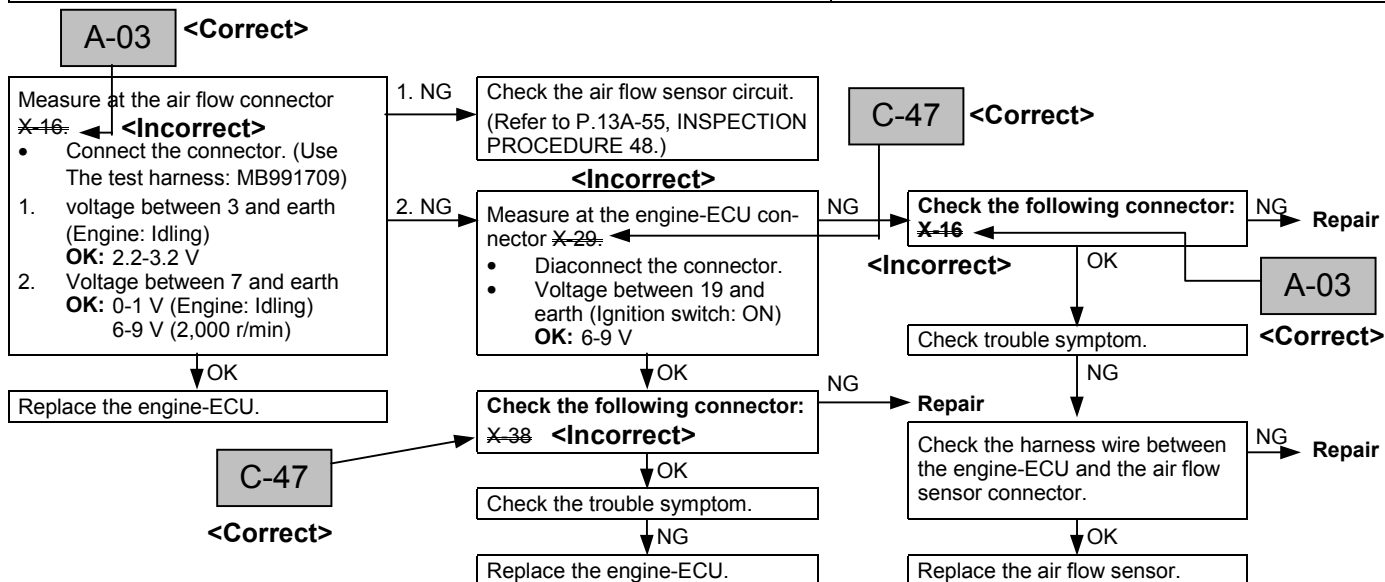 A-03 <Correct>
Measure at the air flow connector
X-16. <Incorrect>
• Connect the connector. (Use
The test harness: MB991709)
1. voltage between 3 and earth
(Engine: Idling)
OK: 2.2-3.2 V
2. Voltage between 7 and earth
OK: 0-1 V (Engine: Idling)
6-9 V (2,000 r/min)
OK
Replace the engine-ECU.
1. NG
Check the air flow sensor circuit.
(Refer to P.13A-55, INSPECTION
PROCEDURE 48.)
2. NG
<Incorrect>
Measure at the engine-ECU con-
nector X-29.
• Diaconnect the connector.
• Voltage between 19 and
earth (Ignition switch: ON)
OK: 6-9 V
C-47 <Correct>
OK
Check the following connector:
X-38 <Incorrect>
C-47
<Correct>
NG
Repair
OK
Check the trouble symptom.
NG
Replace the engine-ECU.
NG
Check the following connector:
X-16
<Incorrect>
NG
Repair
A-03
<Correct>
OK
Check trouble symptom.
NG
Check the harness wire between
the engine-ECU and the air flow
sensor connector.
NG
Repair
OK
Replace the air flow sensor.